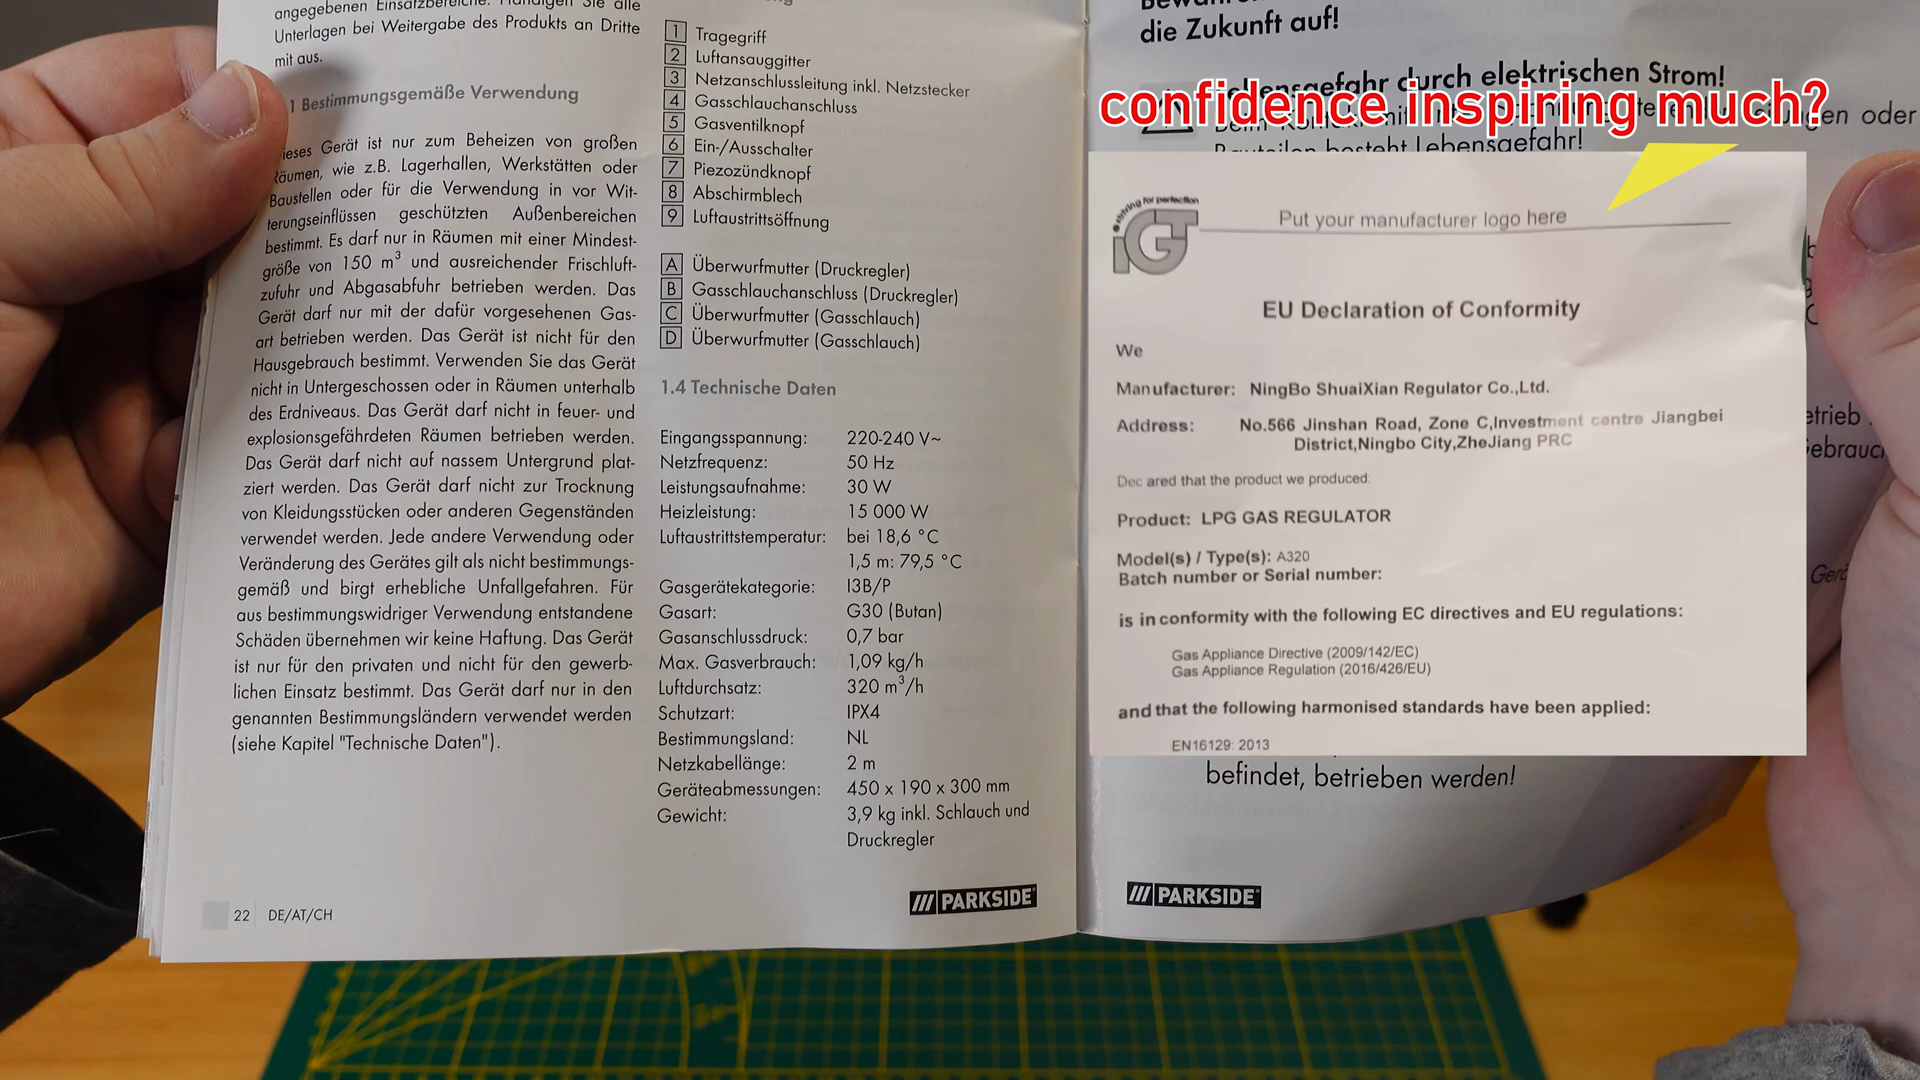 angegebenen Einsatzbereiche. Händigen Sie alle
Unterlagen bei Weitergabe des Produkts an Dritte
mit aus.
1 Bestimmungsgemäße Verwendung
ieses Gerät ist nur zum Beheizen von großen
Räumen, wie z.B. Lagerhallen, Werkstätten oder
Baustellen oder für die Verwendung in vor Wit-
terungseinflüssen geschützten Außenbereichen
bestimmt. Es darf nur in Räumen mit einer Mindest-
größe von 150 m³ und ausreichender Frischluft-
zufuhr und Abgasabfuhr betrieben werden. Das
Gerät darf nur mit der dafür vorgesehenen Gas-
art betrieben werden. Das Gerät ist nicht für den
Hausgebrauch bestimmt. Verwenden Sie das Gerät
nicht in Untergeschossen oder in Räumen unterhalb
des Erdniveaus. Das Gerät darf nicht in feuer- und
explosionsgefährdeten Räumen betrieben werden.
Das Gerät darf nicht auf nassem Untergrund plat-
ziert werden. Das Gerät darf nicht zur Trocknung
von Kleidungsstücken oder anderen Gegenständen
verwendet werden. Jede andere Verwendung oder
Veränderung des Gerätes gilt als nicht bestimmungs-
gemäß und birgt erhebliche Unfallgefahren. Für
aus bestimmungswidriger Verwendung entstandene
Schäden übernehmen wir keine Haftung. Das Gerät
ist nur für den privaten und nicht für den gewerb-
lichen Einsatz bestimmt. Das Gerät darf nur in den
genannten Bestimmungsländern verwendet werden
(siehe Kapitel "Technische Daten").
1 Tragegriff
2 Luftansauggitter
3 Netzanschlussleitung inkl. Netzstecker
4 Gasschlauchanschluss
5 Gasventilknopf
6 Ein-/Ausschalter
7 Piezozündknopf
8 Abschirmblech
9 Luftaustrittsöffnung
A Überwurfmutter (Druckregler)
B Gasschlauchanschluss (Druckregler)
C Überwurfmutter (Gasschlauch)
D Überwurfmutter (Gasschlauch)
1.4 Technische Daten
Eingangsspannung: 220-240 V~
Netzfrequenz: 50 Hz
Leistungsaufnahme: 30 W
Heizleistung: 15 000 W
Luftaustrittstemperatur: bei 18,6 °C
1,5 m: 79,5 °C
Gasgerätekategorie: I3B/P
Gasart: G30 (Butan)
Gasanschlussdruck: 0,7 bar
Max. Gasverbrauch: 1,09 kg/h
Luftdurchsatz: 320 m³/h
Schutzart: IPX4
Bestimmungsland: NL
Netzkabellänge: 2 m
Geräteabmessungen: 450 x 190 x 300 mm
Gewicht: 3,9 kg inkl. Schlauch und
Druckregler
22 DE/AT/CH
/// PARKSIDE
die Zukunft auf!
durch elektrischen Strom!
confidence inspiring much?
oder
besteht Lebensgefahr!
striving for perfection
iGT
Put your manufacturer logo here
EU Declaration of Conformity
We
Manufacturer: NingBo ShuaiXian Regulator Co.,Ltd.
Address: No.566 Jinshan Road, Zone C,Investment centre Jiangbei
District,Ningbo City,ZheJiang PRC
Dec ared that the product we produced:
Product: LPG GAS REGULATOR
Model(s) / Type(s): A320
Batch number or Serial number:
is in conformity with the following EC directives and EU regulations:
Gas Appliance Directive (2009/142/EC)
Gas Appliance Regulation (2016/426/EU)
and that the following harmonised standards have been applied:
EN16129: 2013
befindet, betrieben werden!
/// PARKSIDE